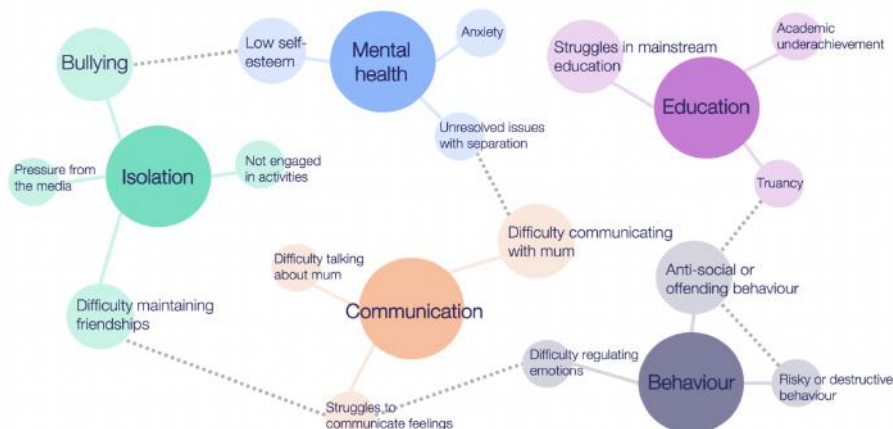 Bullying
Low self-
esteem
Mental
health
Anxiety
Unresolved issues
with separation
Struggles in mainstream
education
Academic
underachievement
Education
Truancy
Pressure from
the media
Isolation
Not engaged
in activities
Difficulty maintaining
friendships
Difficulty talking
about mum
Difficulty communicating
with mum
Communication
Struggles to
communicate feelings
Anti-social or
offending behaviour
Difficulty regulating
emotions
Behaviour
Risky or destructive
behaviour